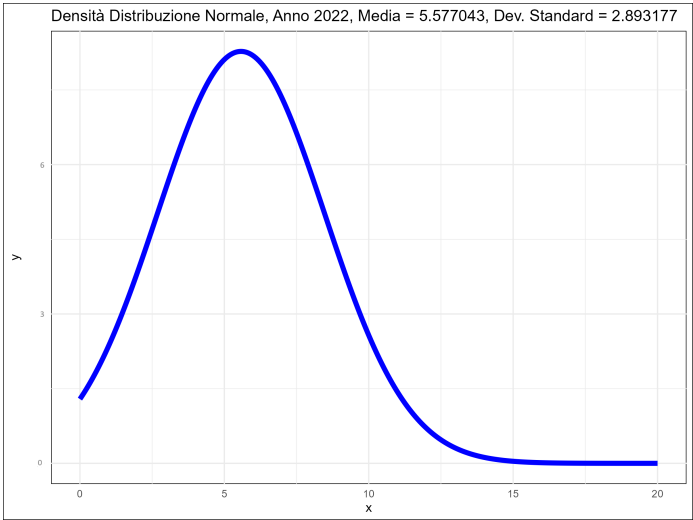 Densità Distribuzione Normale, Anno 2022, Media = 5.577043, Dev. Standard = 2.893177
6
y
3
0
0 5 10 15 20
x